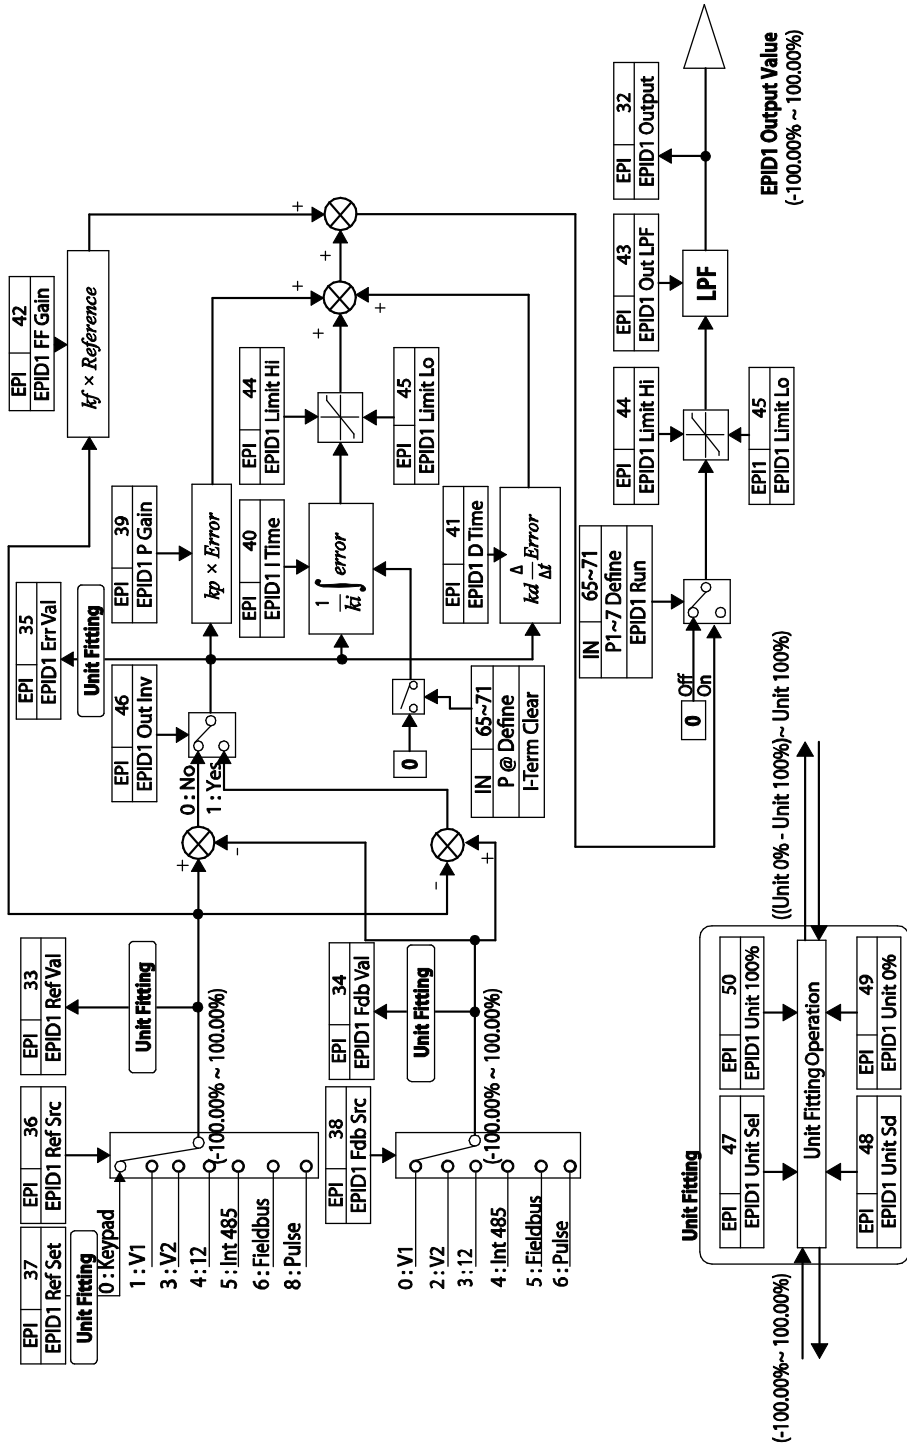 EPI 37
EPID1 Ref Set
Unit Fitting
EPI 36
EPID1 Ref Src
EPI 33
EPID1 Ref Val
Unit Fitting
0 : Keypad
1 : V1
3 : V2
4 : 12
5 : Int 485
6 : Fieldbus
8 : Pulse
(-100.00% ~ 100.00%)
EPI 38
EPID1 Fdb Src
EPI 34
EPID1 Fdb Val
Unit Fitting
0 : V1
2 : V2
3 : 12
4 : Int 485
5 : Fieldbus
6 : Pulse
(-100.00% ~ 100.00%)
+
-
-
+
0 : No
1 : Yes
EPI 46
EPID1 Out Inv
EPI 35
EPID1 Err Val
Unit Fitting
EPI 42
EPID1 FF Gain
kf × Reference
EPI 39
EPID1 P Gain
kp × Error
EPI 40
EPID1 I Time
1/ki ∫ error
EPI 44
EPID1 Limit Hi
EPI 45
EPID1 Limit Lo
EPI 41
EPID1 D Time
kd Δ/Δt Error
0
IN 65~71
P @ Define
I-Term Clear
+
+
+
+
+
IN 65~71
P1~7 Define
EPID1 Run
0
Off
On
EPI 44
EPID1 Limit Hi
EPI1 45
EPID1 Limit Lo
EPI 43
EPID1 Out LPF
LPF
EPI 32
EPID1 Output
EPID1 Output Value
(-100.00% ~ 100.00%)
Unit Fitting
EPI 47
EPID1 Unit Sel
EPI 50
EPID1 Unit 100%
Unit Fitting Operation
EPI 48
EPID1 Unit Sd
EPI 49
EPID1 Unit 0%
(-100.00%~ 100.00%)
((Unit 0% - Unit 100%)~ Unit 100%)